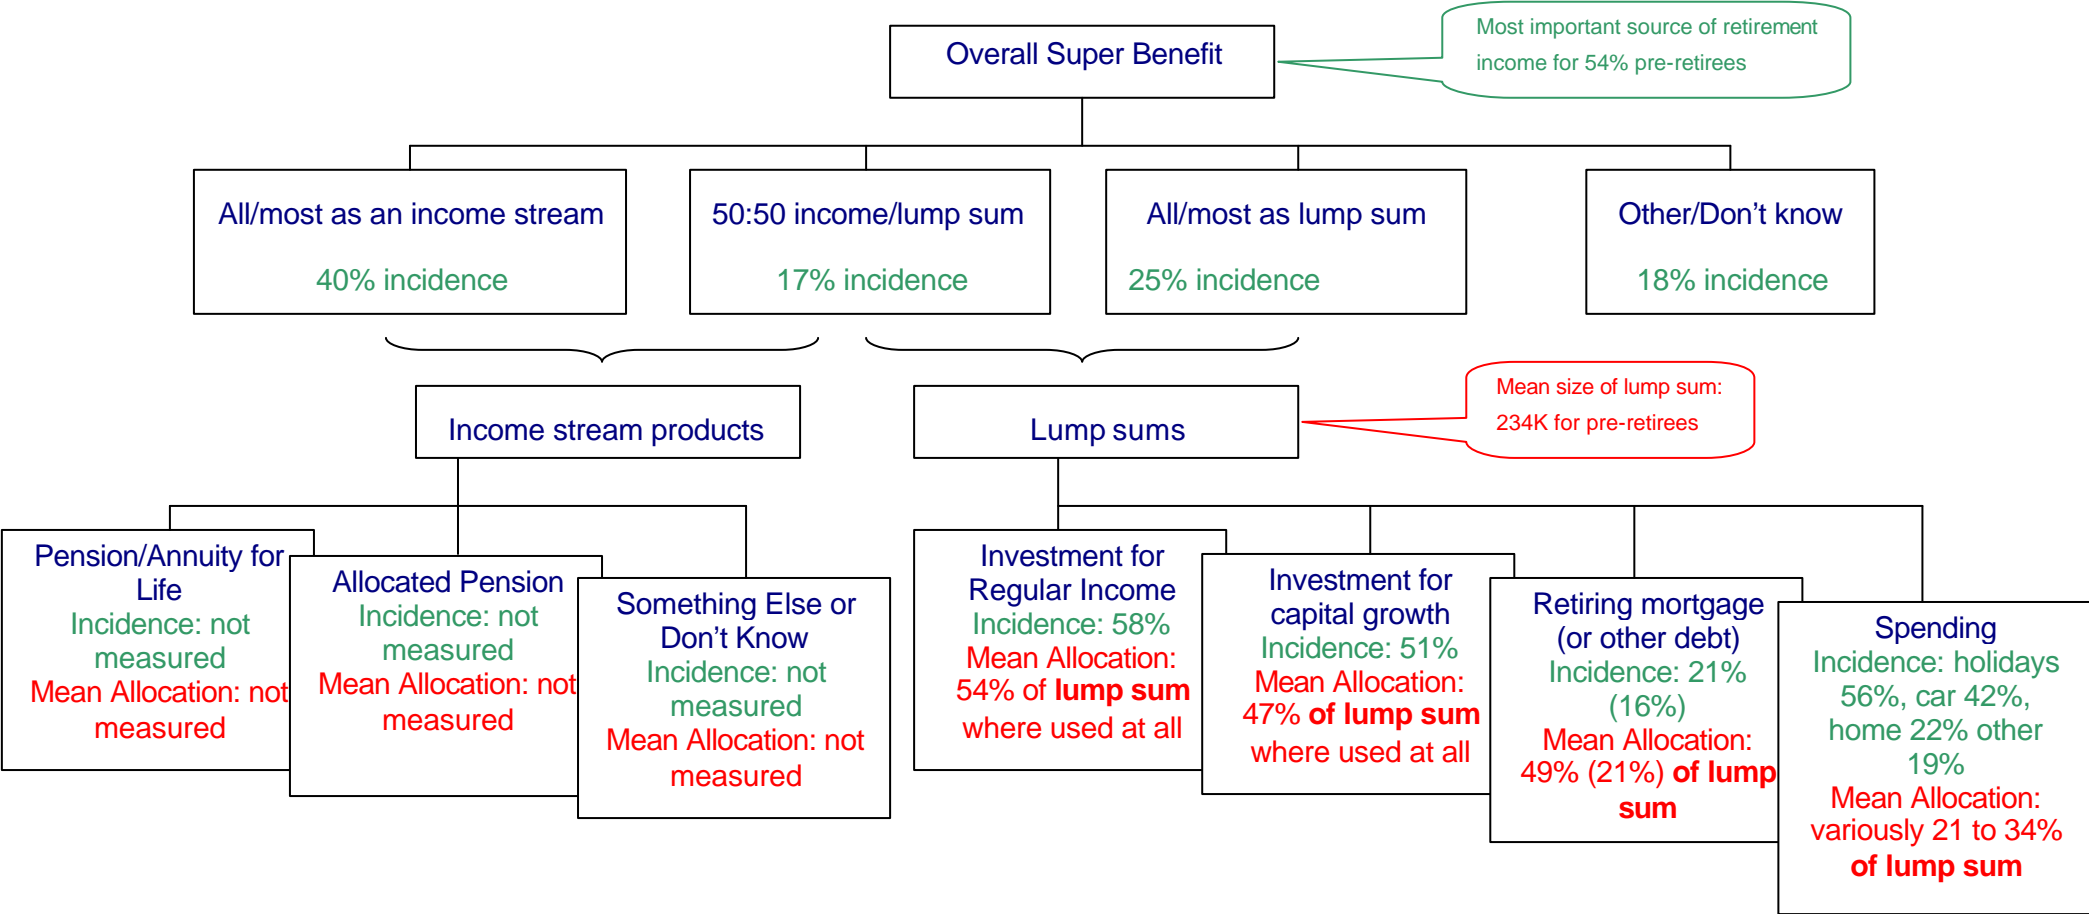 Overall Super Benefit
Most important source of retirement
income for 54% pre-retirees
All/most as an income stream
40% incidence
50:50 income/lump sum
17% incidence
All/most as lump sum
25% incidence
Other/Don’t know
18% incidence
Income stream products
Lump sums
Mean size of lump sum:
234K for pre-retirees
Pension/Annuity for
Life
Incidence: not
measured
Mean Allocation: not
measured
Allocated Pension
Incidence: not
measured
Mean Allocation: not
measured
Something Else or
Don’t Know
Incidence: not
measured
Mean Allocation: not
measured
Investment for
Regular Income
Incidence: 58%
Mean Allocation:
54% of lump sum
where used at all
Investment for
capital growth
Incidence: 51%
Mean Allocation:
47% of lump sum
where used at all
Retiring mortgage
(or other debt)
Incidence: 21%
(16%)
Mean Allocation:
49% (21%) of lump
sum
Spending
Incidence: holidays
56%, car 42%,
home 22% other
19%
Mean Allocation:
variously 21 to 34%
of lump sum